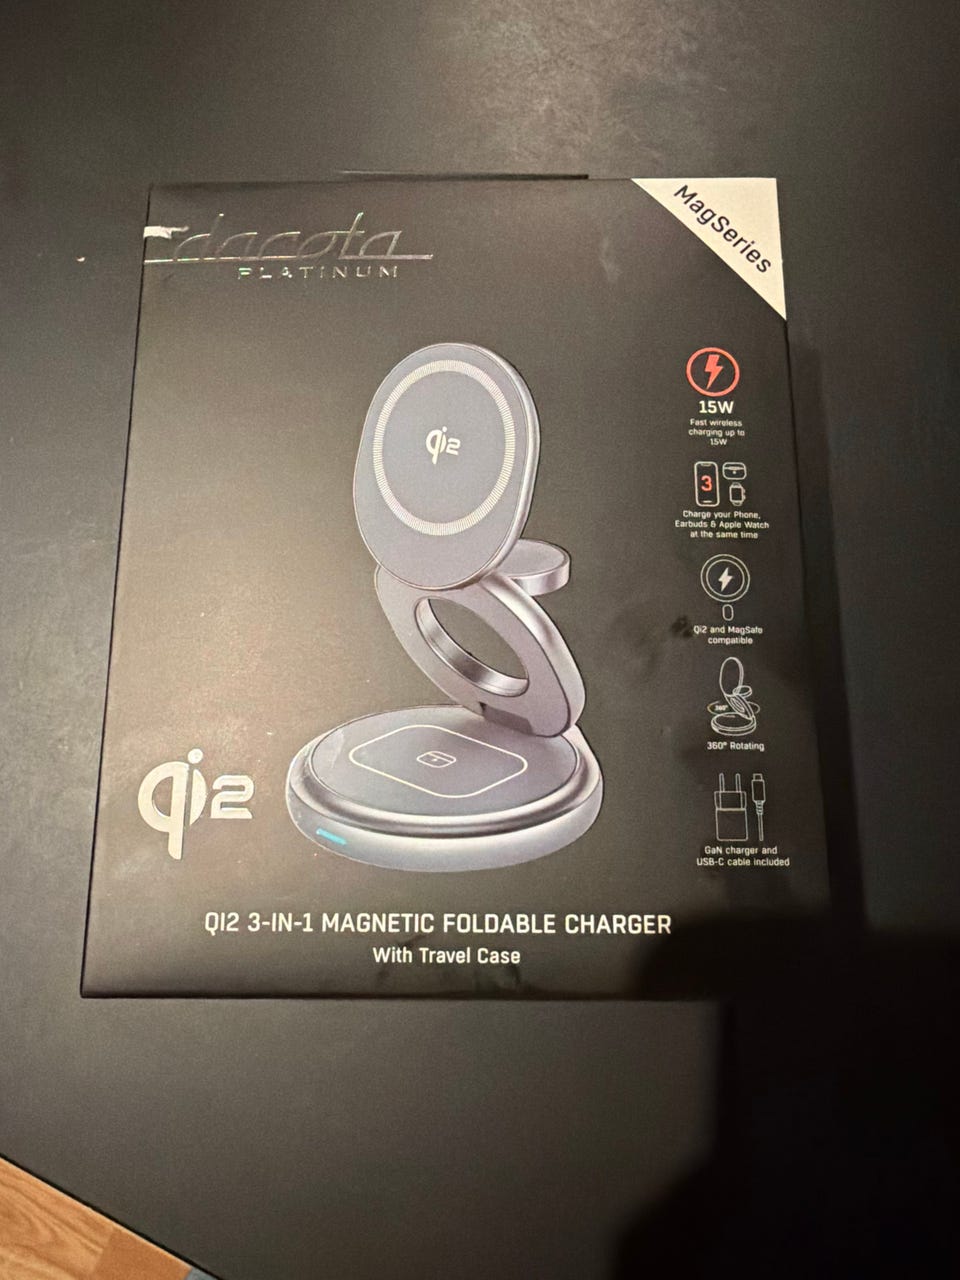 dacota
PLATINUM
MagSeries
15W
Fast wireless
charging up to
15W
3
Charge your Phone,
Earbuds & Apple Watch
at the same time
Qi2 and MagSafe
compatible
360°
360° Rotating
GaN charger and
USB-C cable included
qi2
qi2
QI2 3-IN-1 MAGNETIC FOLDABLE CHARGER
With Travel Case